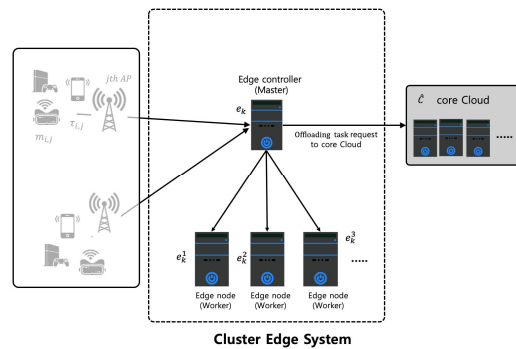 jth AP
τ_{i,j}
m_{i,j}
Edge controller
(Master)
e_k
Offloading task request
to core Cloud
Ĉ core Cloud
.....
e_k^1
e_k^2
e_k^3
.....
Edge node
(Worker)
Edge node
(Worker)
Edge node
(Worker)
Cluster Edge System